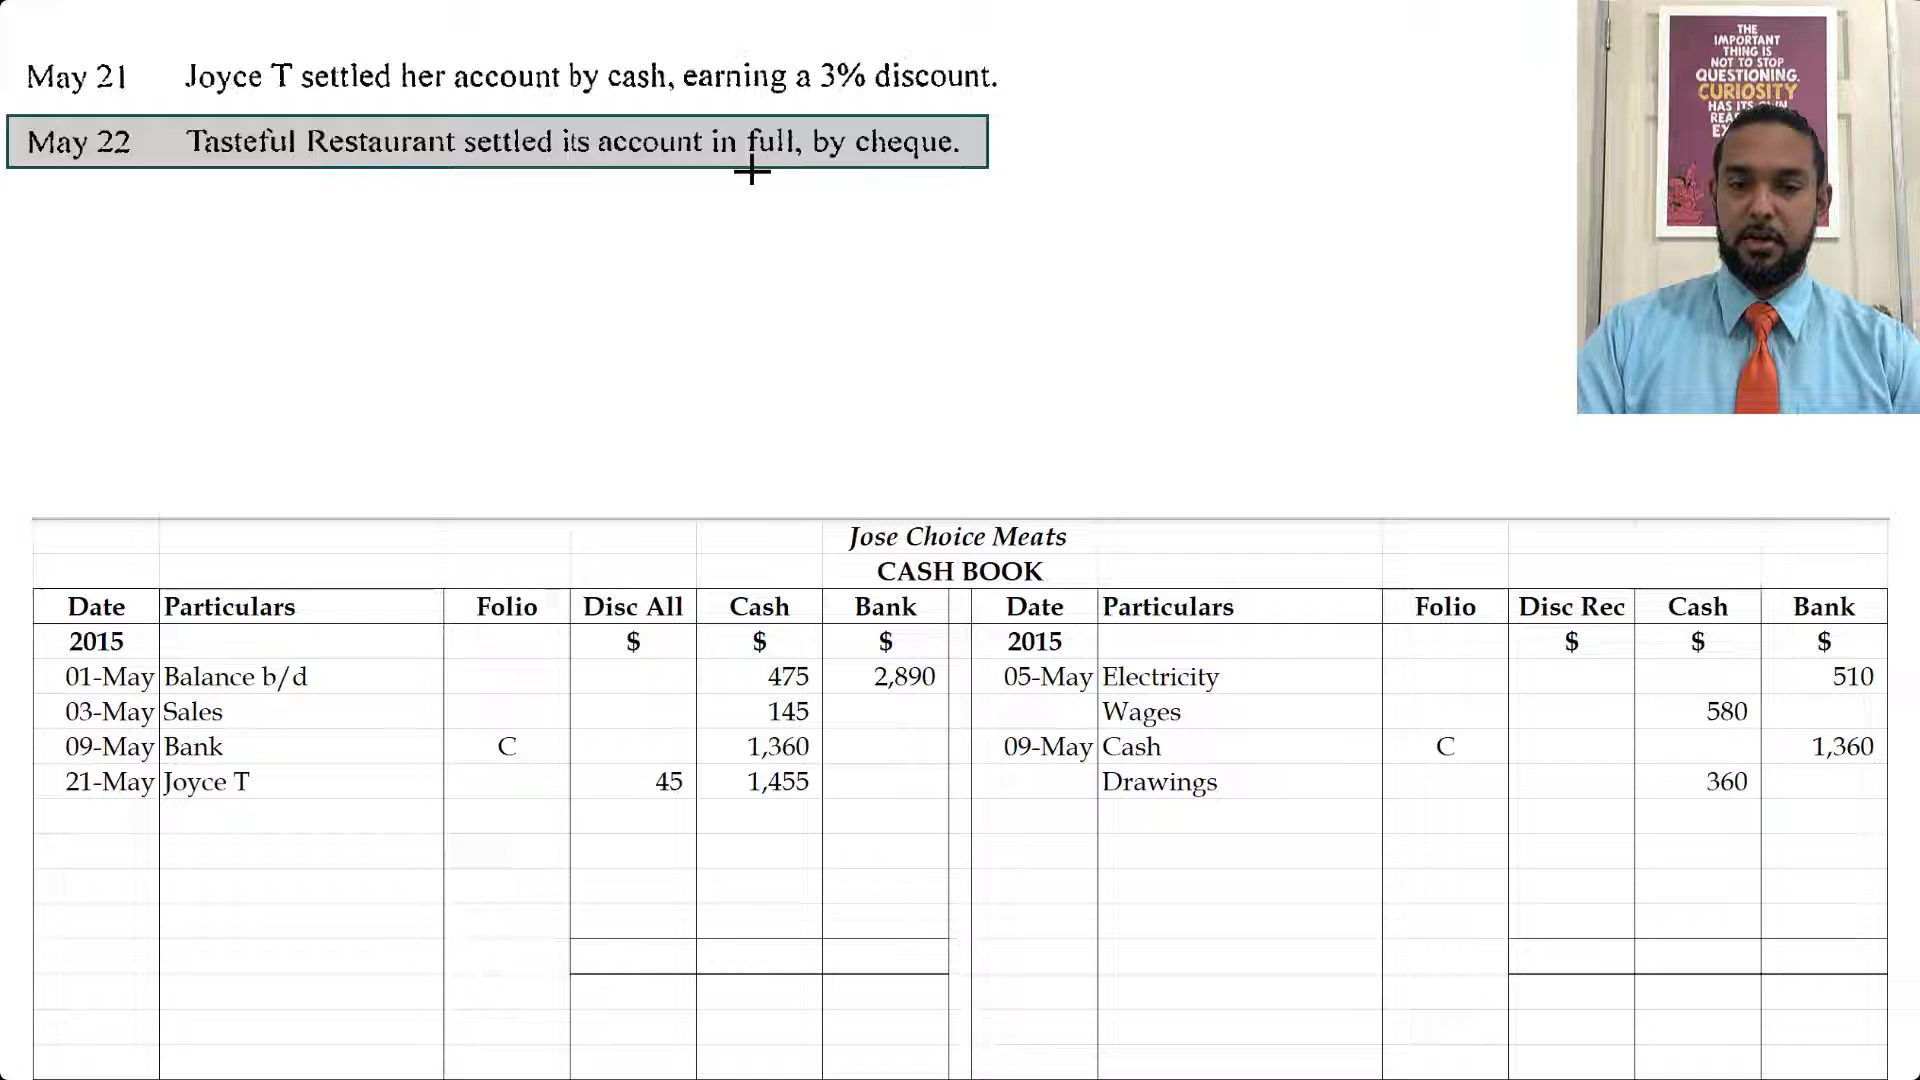 THE
IMPORTANT
THING IS
NOT TO STOP
QUESTIONING.
CURIOSITY
HAS ITS OWN
May 21 Joyce T settled her account by cash, earning a 3% discount.
May 22 Tasteful Restaurant settled its account in full, by cheque.
Jose Choice Meats
CASH BOOK
Date Particulars Folio Disc All Cash Bank Date Particulars Folio Disc Rec Cash Bank
2015 $ $ $ 2015 $ $ $
01-May Balance b/d 475 2,890 05-May Electricity 510
03-May Sales 145 Wages 580
09-May Bank C 1,360 09-May Cash C 1,360
21-May Joyce T 45 1,455 Drawings 360